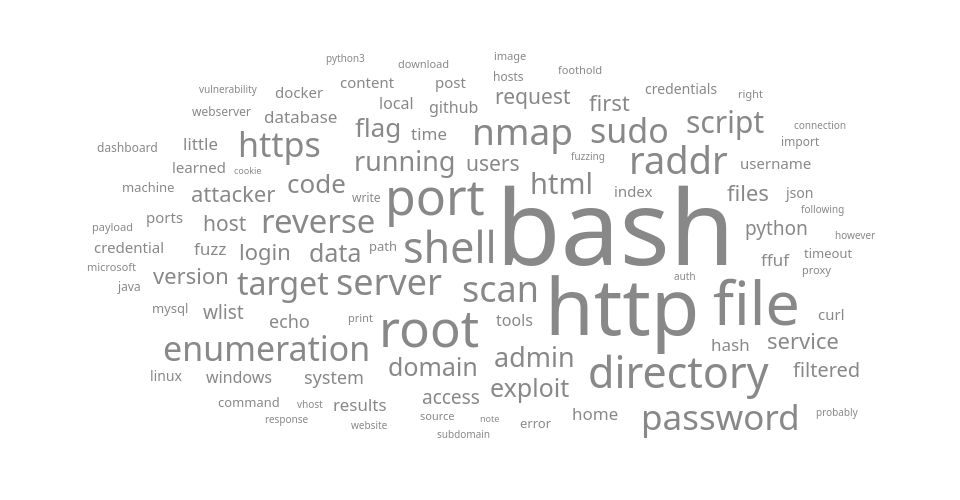 python3
download
image
hosts
foothold
vulnerability
docker
content
post
request
first
credentials
right
webserver
database
local
github
flag
time
nmap
sudo
script
connection
import
dashboard
little
https
running
users
fuzzing
raddr
username
learned
cookie
machine
attacker
code
write
port
html
index
files
json
payload
ports
host
reverse
bash
python
following
however
credential
fuzz
login
data
path
shell
ffuf
timeout
proxy
microsoft
java
version
target
server
scan
auth
http
file
mysql
wlist
echo
print
root
tools
curl
hash
service
enumeration
domain
admin
directory
filtered
linux
windows
system
access
exploit
command
vhost
results
source
note
error
home
password
probably
response
website
subdomain